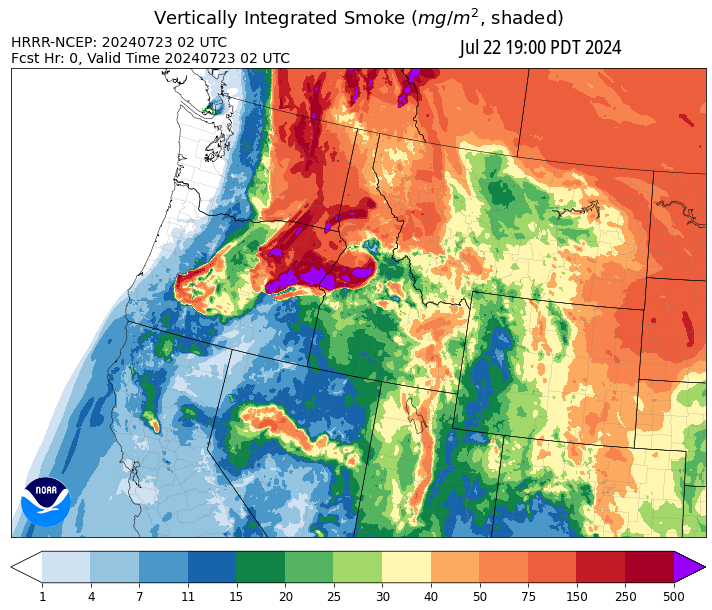 Vertically Integrated Smoke (mg/m², shaded)
HRRR-NCEP: 20240723 02 UTC
Fcst Hr: 0, Valid Time 20240723 02 UTC
Jul 22 19:00 PDT 2024
NOAA
1 4 7 11 15 20 25 30 40 50 75 150 250 500